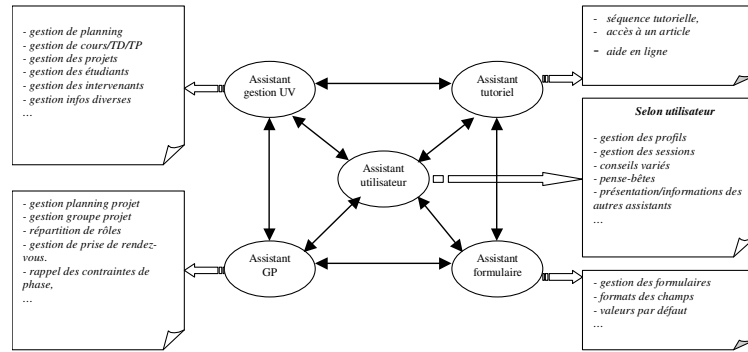 - gestion de planning
- gestion de cours/TD/TP
- gestion des projets
- gestion des étudiants
- gestion des intervenants
- gestion infos diverses
...
Assistant
gestion UV
Assistant
tutoriel
- séquence tutorielle,
- accès à un article
- aide en ligne
Assistant
utilisateur
Selon utilisateur
- gestion des profils
- gestion des sessions
- conseils variés
- pense-bêtes
- présentation/informations des
autres assistants
...
- gestion planning projet
- gestion groupe projet
- répartition de rôles
- gestion de prise de rendez-
vous.
- rappel des contraintes de
phase,
...
Assistant
GP
Assistant
formulaire
- gestion des formulaires
- formats des champs
- valeurs par défaut
...